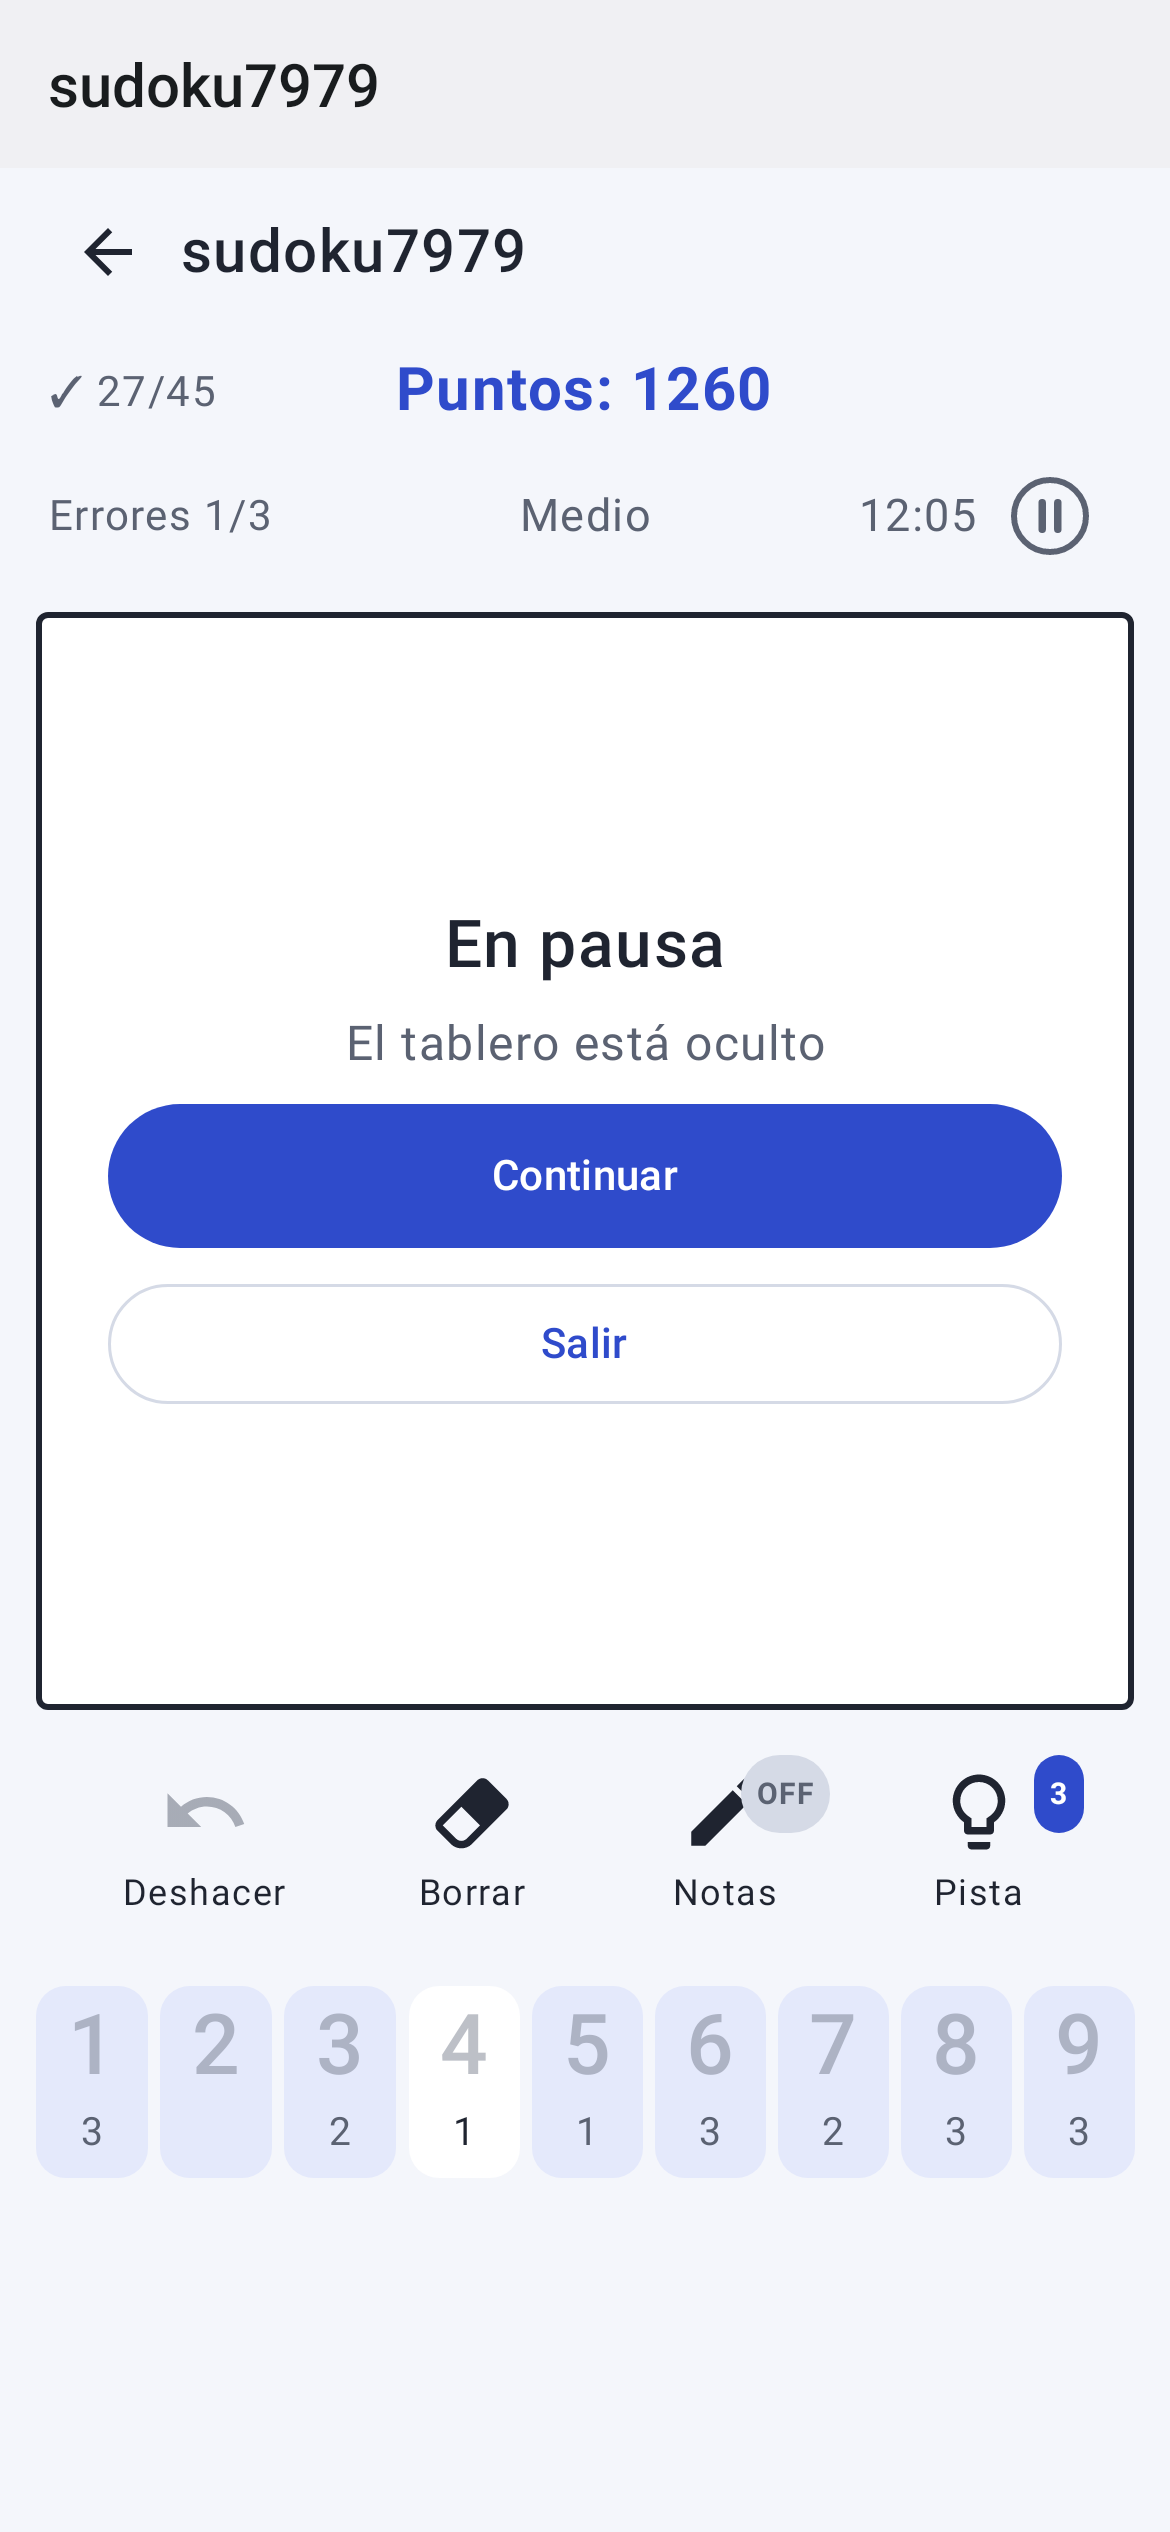 sudoku7979
sudoku7979
✓ 27/45
Puntos: 1260
Errores 1/3
Medio
12:05
En pausa
El tablero está oculto
Continuar
Salir
OFF
3
Deshacer
Borrar
Notas
Pista
1 2 3 4 5 6 7 8 9
3 2 1 1 3 2 3 3